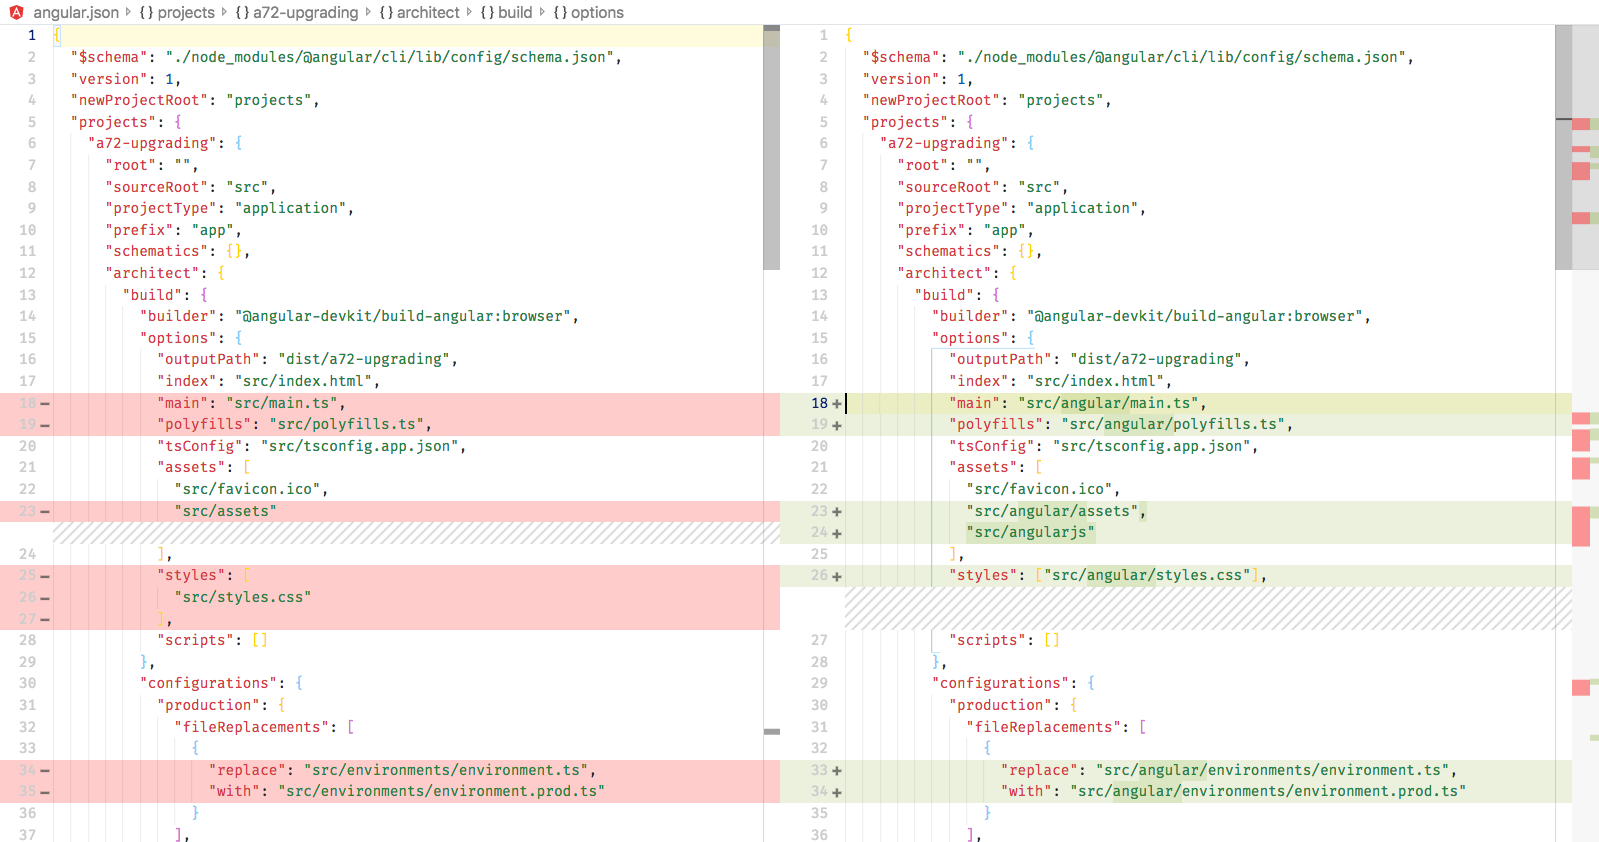 angular.json {} projects {} a72-upgrading {} architect {} build {} options
1 {
2 "$schema": "./node_modules/@angular/cli/lib/config/schema.json",
3 "version": 1,
4 "newProjectRoot": "projects",
5 "projects": {
6 "a72-upgrading": {
7 "root": "",
8 "sourceRoot": "src",
9 "projectType": "application",
10 "prefix": "app",
11 "schematics": {},
12 "architect": {
13 "build": {
14 "builder": "@angular-devkit/build-angular:browser",
15 "options": {
16 "outputPath": "dist/a72-upgrading",
17 "index": "src/index.html",
18 - "main": "src/main.ts",
19 - "polyfills": "src/polyfills.ts",
20 "tsConfig": "src/tsconfig.app.json",
21 "assets": [
22 "src/favicon.ico",
23 - "src/assets"
24 ],
25 - "styles": [
26 - "src/styles.css"
27 - ],
28 "scripts": []
29 },
30 "configurations": {
31 "production": {
32 "fileReplacements": [
33 {
34 - "replace": "src/environments/environment.ts",
35 - "with": "src/environments/environment.prod.ts"
36 }
37 ],
1 {
2 "$schema": "./node_modules/@angular/cli/lib/config/schema.json",
3 "version": 1,
4 "newProjectRoot": "projects",
5 "projects": {
6 "a72-upgrading": {
7 "root": "",
8 "sourceRoot": "src",
9 "projectType": "application",
10 "prefix": "app",
11 "schematics": {},
12 "architect": {
13 "build": {
14 "builder": "@angular-devkit/build-angular:browser",
15 "options": {
16 "outputPath": "dist/a72-upgrading",
17 "index": "src/index.html",
18 + "main": "src/angular/main.ts",
19 + "polyfills": "src/angular/polyfills.ts",
20 "tsConfig": "src/tsconfig.app.json",
21 "assets": [
22 "src/favicon.ico",
23 + "src/angular/assets",
24 + "src/angularjs"
25 ],
26 + "styles": ["src/angular/styles.css"],
27 "scripts": []
28 },
29 "configurations": {
30 "production": {
31 "fileReplacements": [
32 {
33 + "replace": "src/angular/environments/environment.ts",
34 + "with": "src/angular/environments/environment.prod.ts"
35 }
36 ],